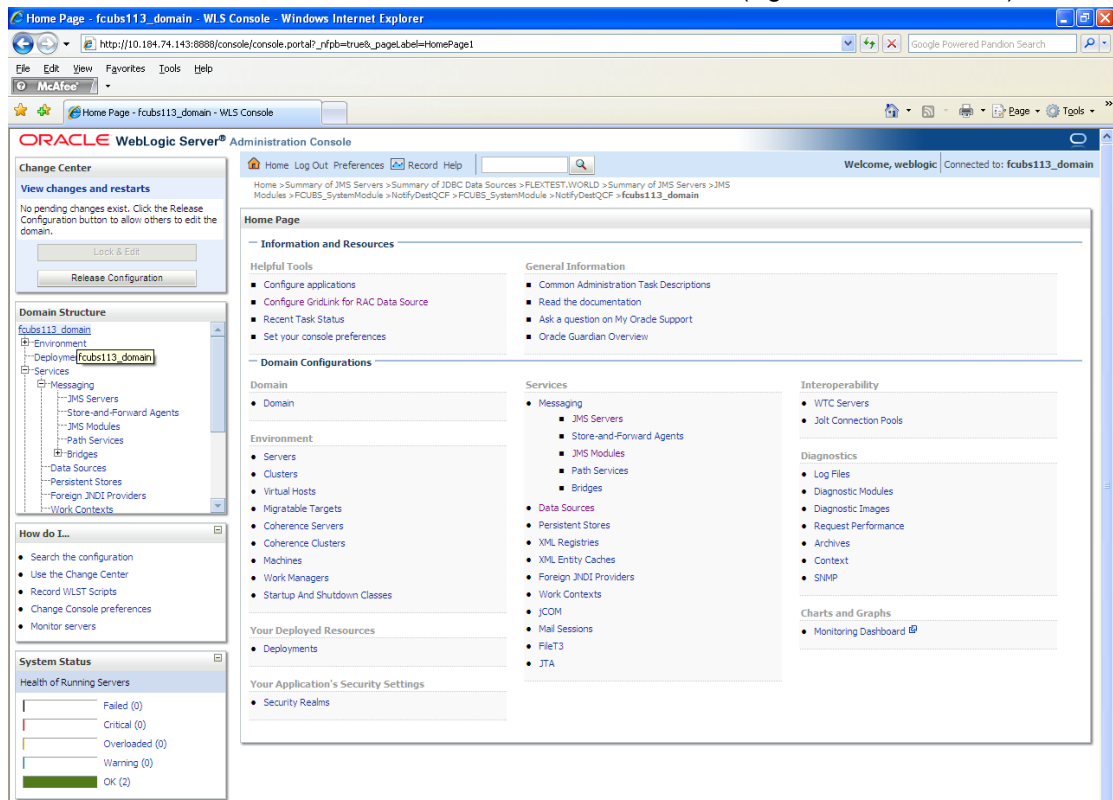 Home Page - fcubs113_domain - WLS Console - Windows Internet Explorer
http://10.184.74.143:8888/console/console.portal?_nfpb=true&_pageLabel=HomePage1
Google Powered Pandion Search
File Edit View Favorites Tools Help
McAfee
Home Page - fcubs113_domain - WLS Console
Page Tools »
ORACLE WebLogic Server® Administration Console
Change Center
View changes and restarts
No pending changes exist. Click the Release
Configuration button to allow others to edit the
domain.
Lock & Edit
Release Configuration
Domain Structure
fcubs113_domain
Environment
Deployme
fcubs113_domain
Services
Messaging
JMS Servers
Store-and-Forward Agents
JMS Modules
Path Services
Bridges
Data Sources
Persistent Stores
Foreign JNDI Providers
Work Contexts
How do I...
Search the configuration
Use the Change Center
Record WLST Scripts
Change Console preferences
Monitor servers
System Status
Health of Running Servers
Failed (0)
Critical (0)
Overloaded (0)
Warning (0)
OK (2)
Home Log Out Preferences Record Help
Welcome, weblogic Connected to: fcubs113_domain
Home >Summary of JMS Servers >Summary of JDBC Data Sources >FLEXTEST.WORLD >Summary of JMS Servers >JMS
Modules >FCUBS_SystemModule >NotifyDestQCF >FCUBS_SystemModule >NotifyDestQCF >fcubs113_domain
Home Page
Information and Resources
Helpful Tools
Configure applications
Configure GridLink for RAC Data Source
Recent Task Status
Set your console preferences
General Information
Common Administration Task Descriptions
Read the documentation
Ask a question on My Oracle Support
Oracle Guardian Overview
Domain Configurations
Domain
Domain
Environment
Servers
Clusters
Virtual Hosts
Migratable Targets
Coherence Servers
Coherence Clusters
Machines
Work Managers
Startup And Shutdown Classes
Your Deployed Resources
Deployments
Your Application's Security Settings
Security Realms
Services
Messaging
JMS Servers
Store-and-Forward Agents
JMS Modules
Path Services
Bridges
Data Sources
Persistent Stores
XML Registries
XML Entity Caches
Foreign JNDI Providers
Work Contexts
jCOM
Mail Sessions
FileT3
JTA
Interoperability
WTC Servers
Jolt Connection Pools
Diagnostics
Log Files
Diagnostic Modules
Diagnostic Images
Request Performance
Archives
Context
SNMP
Charts and Graphs
Monitoring Dashboard